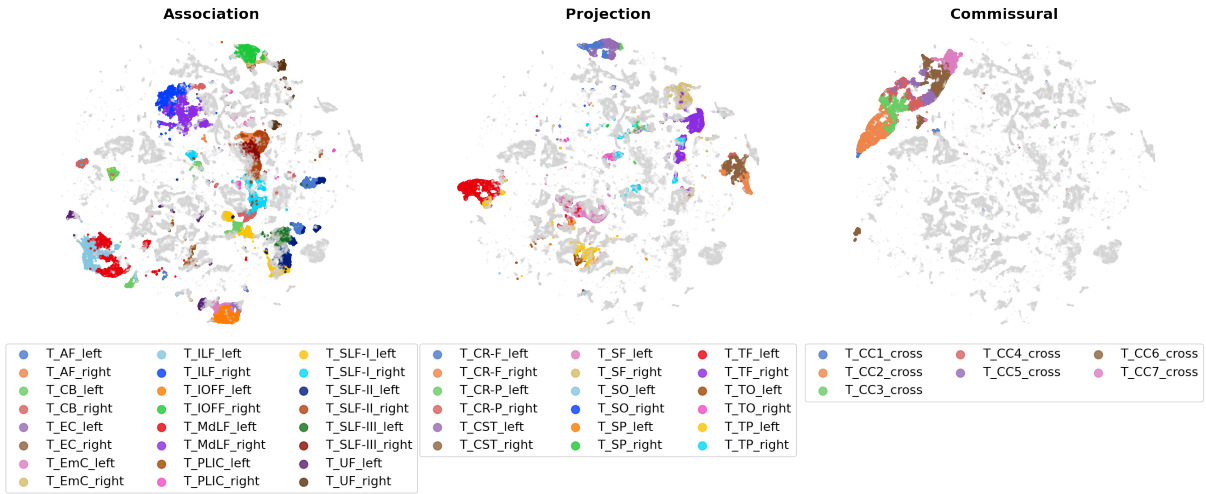 Association
Projection
Commissural
T_AF_left
T_AF_right
T_CB_left
T_CB_right
T_EC_left
T_EC_right
T_EmC_left
T_EmC_right
T_ILF_left
T_ILF_right
T_IOFF_left
T_IOFF_right
T_MdLF_left
T_MdLF_right
T_PLIC_left
T_PLIC_right
T_SLF-I_left
T_SLF-I_right
T_SLF-II_left
T_SLF-II_right
T_SLF-III_left
T_SLF-III_right
T_UF_left
T_UF_right
T_CR-F_left
T_CR-F_right
T_CR-P_left
T_CR-P_right
T_CST_left
T_CST_right
T_SF_left
T_SF_right
T_SO_left
T_SO_right
T_SP_left
T_SP_right
T_TF_left
T_TF_right
T_TO_left
T_TO_right
T_TP_left
T_TP_right
T_CC1_cross
T_CC2_cross
T_CC3_cross
T_CC4_cross
T_CC5_cross
T_CC6_cross
T_CC7_cross